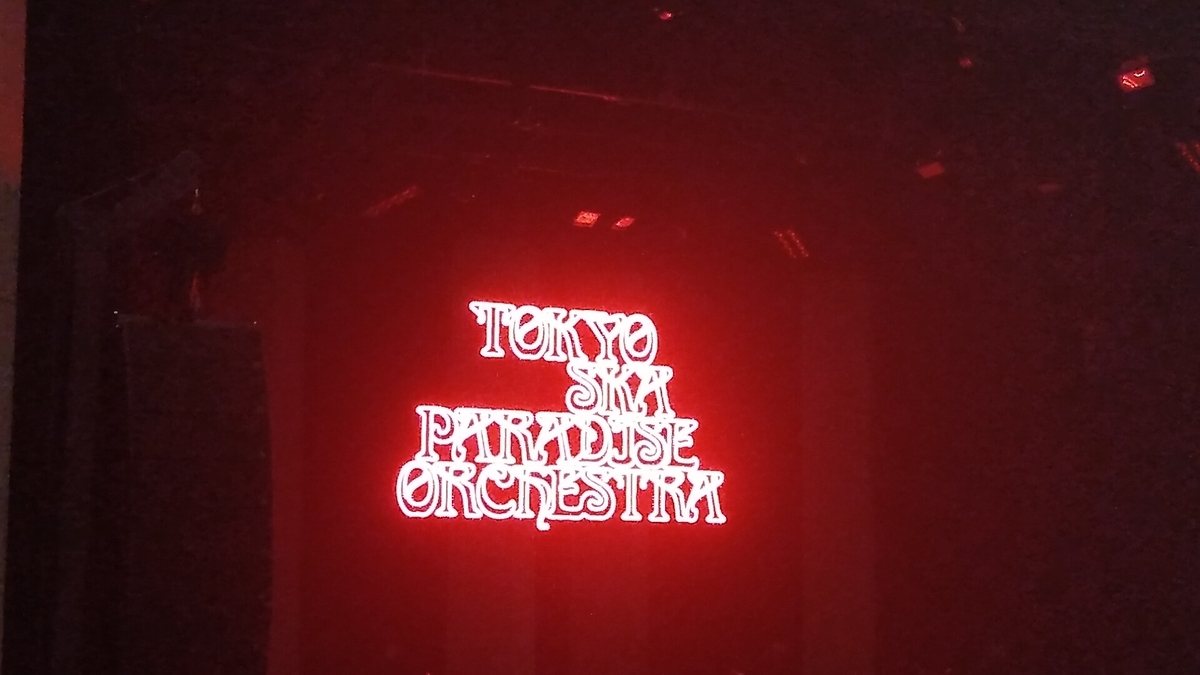 TOKYO
SKA
PARADISE
ORCHESTRA